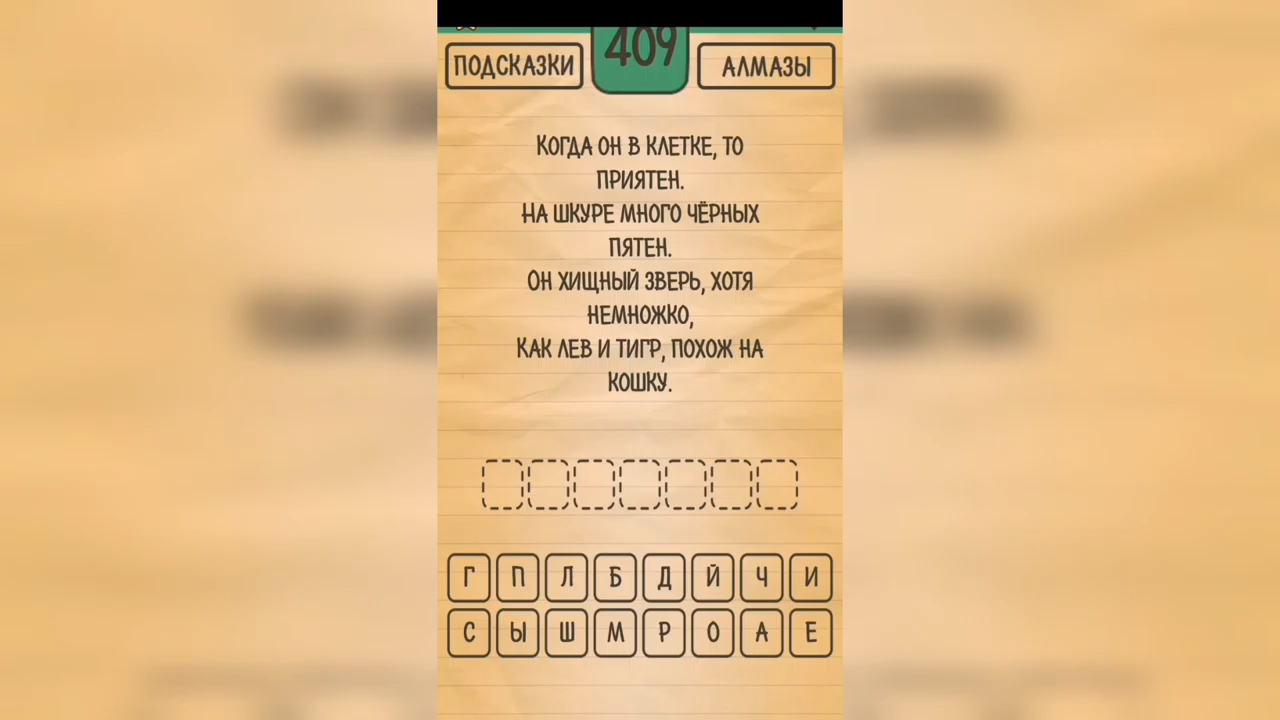 409
ПОДСКАЗКИ
АЛМАЗЫ
КОГДА ОН В КЛЕТКЕ, ТО
ПРИЯТЕН.
НА ШКУРЕ МНОГО ЧЁРНЫХ
ПЯТЕН.
ОН ХИЩНЫЙ ЗВЕРЬ, ХОТЯ
НЕМНОЖКО,
КАК ЛЕВ И ТИГР, ПОХОЖ НА
КОШКУ.
Г П Л Б Д Й Ч И
С Ы Ш М Р О А Е